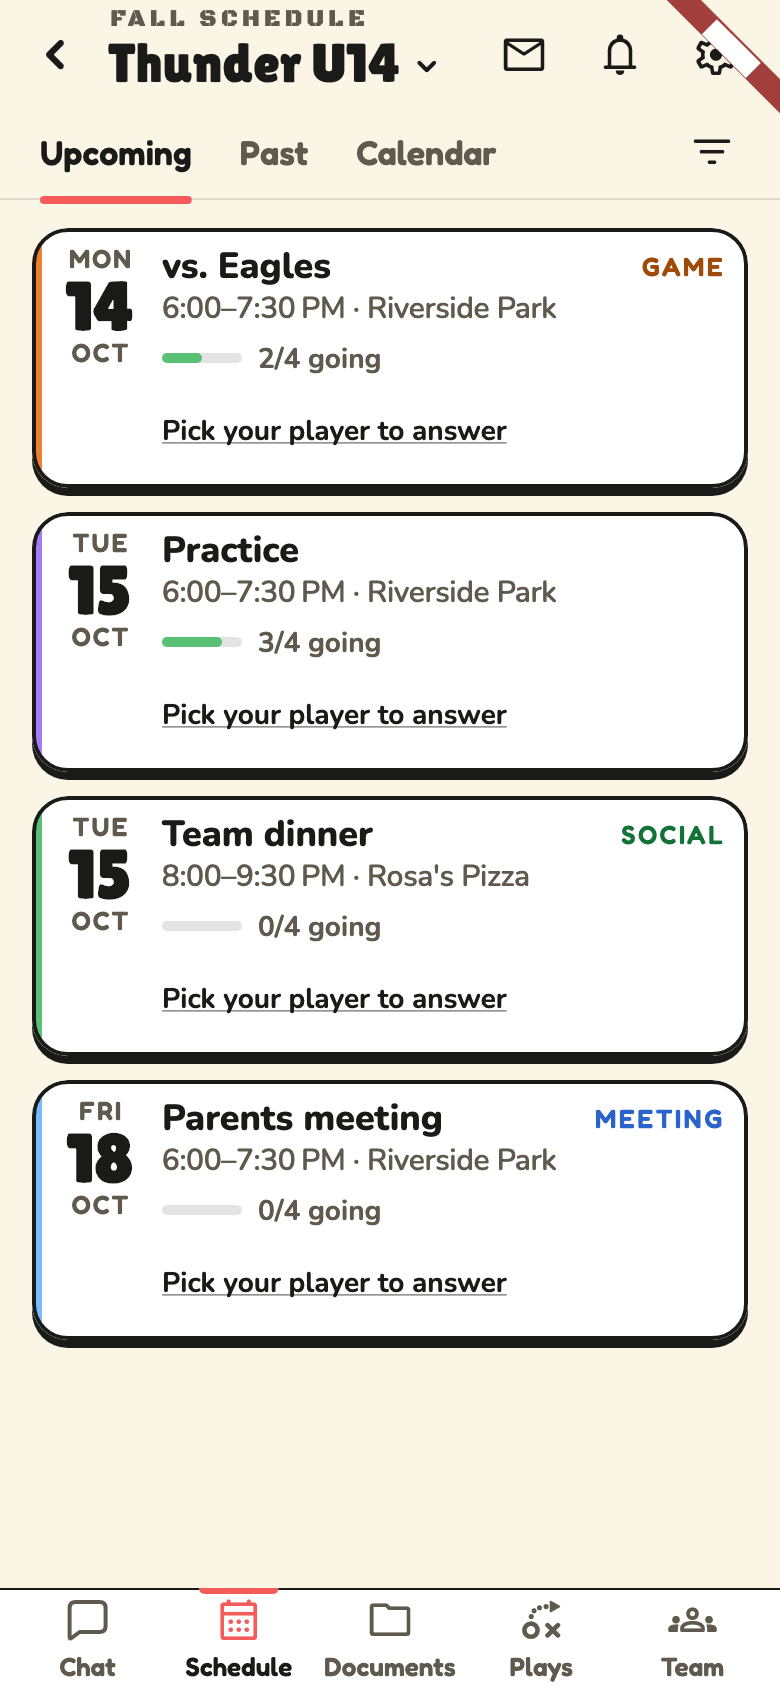 FALL SCHEDULE
Thunder U14
Upcoming Past Calendar
MON
14
OCT
vs. Eagles
GAME
6:00–7:30 PM · Riverside Park
2/4 going
Pick your player to answer
TUE
15
OCT
Practice
6:00–7:30 PM · Riverside Park
3/4 going
Pick your player to answer
TUE
15
OCT
Team dinner
SOCIAL
8:00–9:30 PM · Rosa's Pizza
0/4 going
Pick your player to answer
FRI
18
OCT
Parents meeting
MEETING
6:00–7:30 PM · Riverside Park
0/4 going
Pick your player to answer
Chat Schedule Documents Plays Team